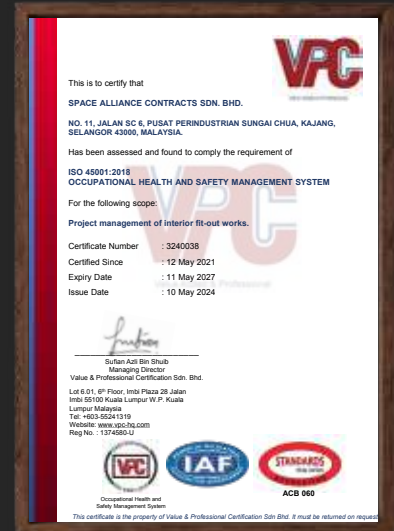 VPC
This is to certify that
SPACE ALLIANCE CONTRACTS SDN. BHD.
NO. 11, JALAN SC 6, PUSAT PERINDUSTRIAN SUNGAI CHUA, KAJANG,
SELANGOR 43000, MALAYSIA.
Has been assessed and found to comply the requirement of
ISO 45001:2018
OCCUPATIONAL HEALTH AND SAFETY MANAGEMENT SYSTEM
For the following scope:
Project management of interior fit-out works.
VPC
Certificate Number : 3240038
Certified Since : 12 May 2021
Expiry Date : 11 May 2027
Value & Professional
Issue Date : 10 May 2024
Sufian Azli Bin Shuib
Managing Director
Value & Professional Certification Sdn. Bhd.
Lot 6.01, 6th Floor, Imbi Plaza 28 Jalan
Imbi 55100 Kuala Lumpur W.P. Kuala
Lumpur Malaysia
Tel: +603-55241319
Website: www.vpc-hq.com
Reg No. : 1374580-U
VPC
IAF
STANDARDS
Occupational Health and
Safety Management System
ACB 060
This certificate is the property of Value & Professional Certification Sdn Bhd. It must be returned on request